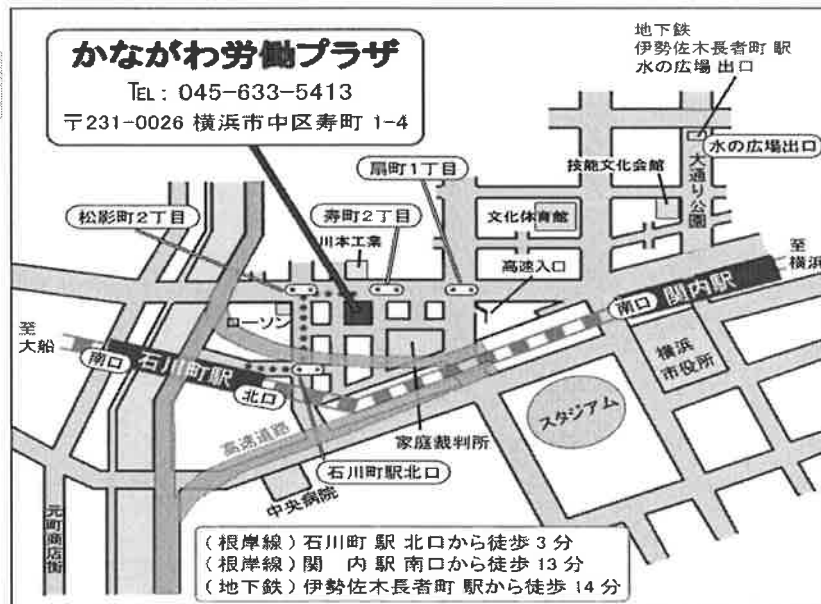 かながわ労働プラザ
TEL: 045-633-5413
〒231-0026 横浜市中区寿町 1-4
地下鉄
伊勢佐木長者町 駅
水の広場 出口
水の広場出口
大通り公園
技能文化会館
扇町1丁目
松影町2丁目
寿町2丁目
文化体育館
川本工業
高速入口
至
横浜
関内駅
南口
ローソン
至
大船
南口
石川町駅
北口
横浜
市役所
スタジアム
高速道路
家庭裁判所
石川町駅北口
中央病院
元町商店街
(根岸線)石川町 駅 北口から徒歩 3 分
(根岸線)関 内 駅 南口から徒歩 13 分
(地下鉄)伊勢佐木長者町 駅から徒歩 14 分